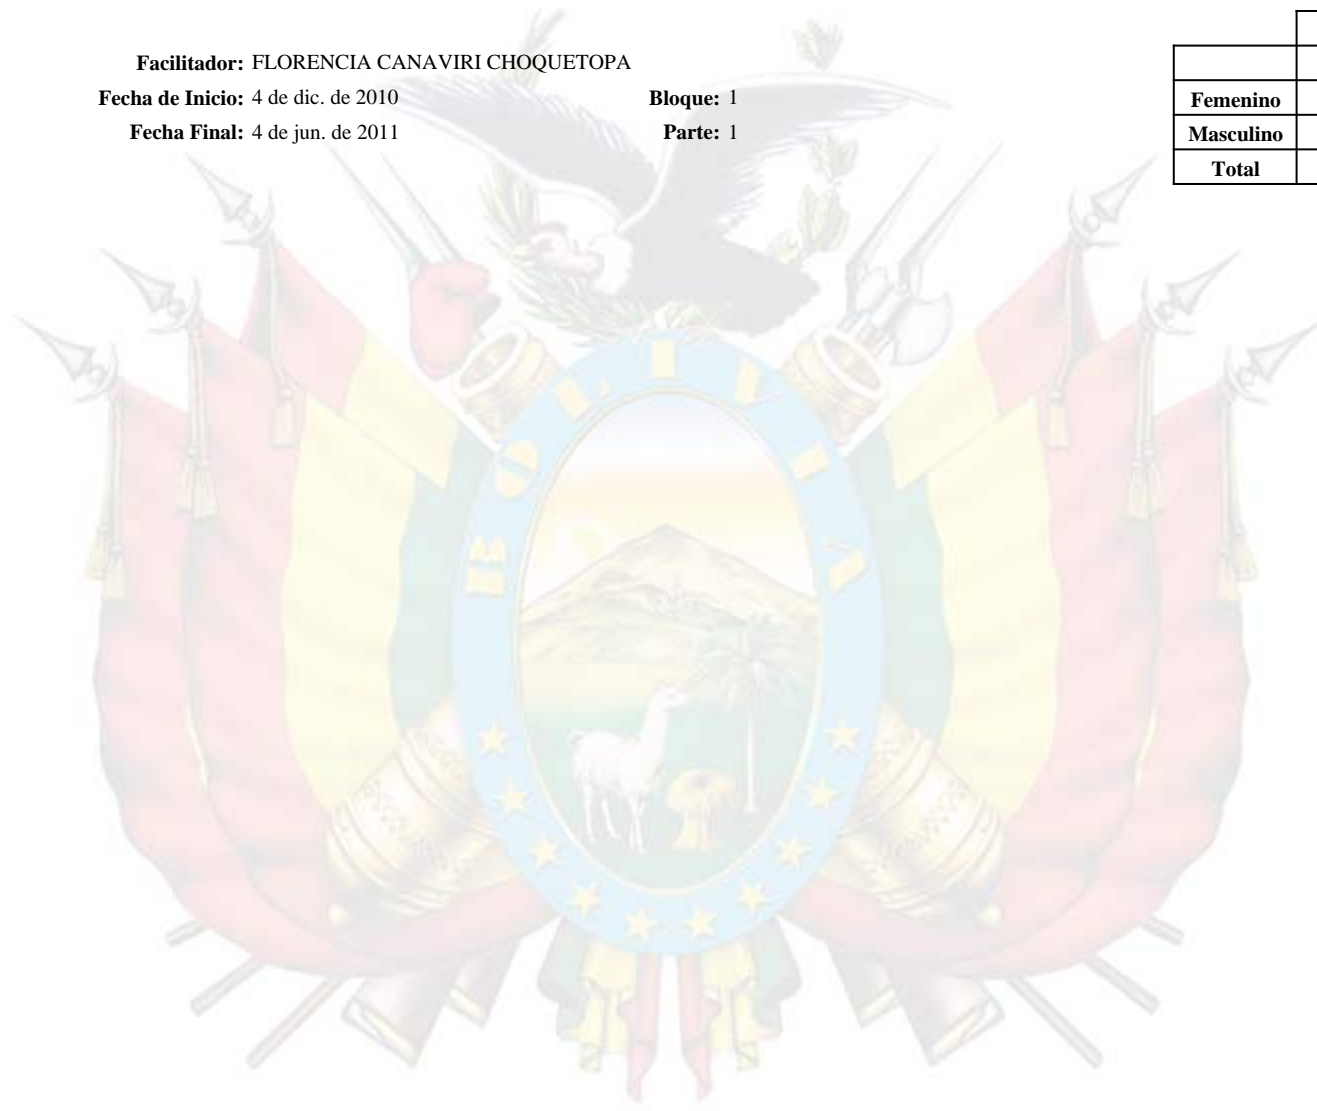 Facilitador: FLORENCIA CANAVIRI CHOQUETOPA
Fecha de Inicio: 4 de dic. de 2010 Bloque: 1
Fecha Final: 4 de jun. de 2011 Parte: 1
Femenino
Masculino
Total
BOLIVIA